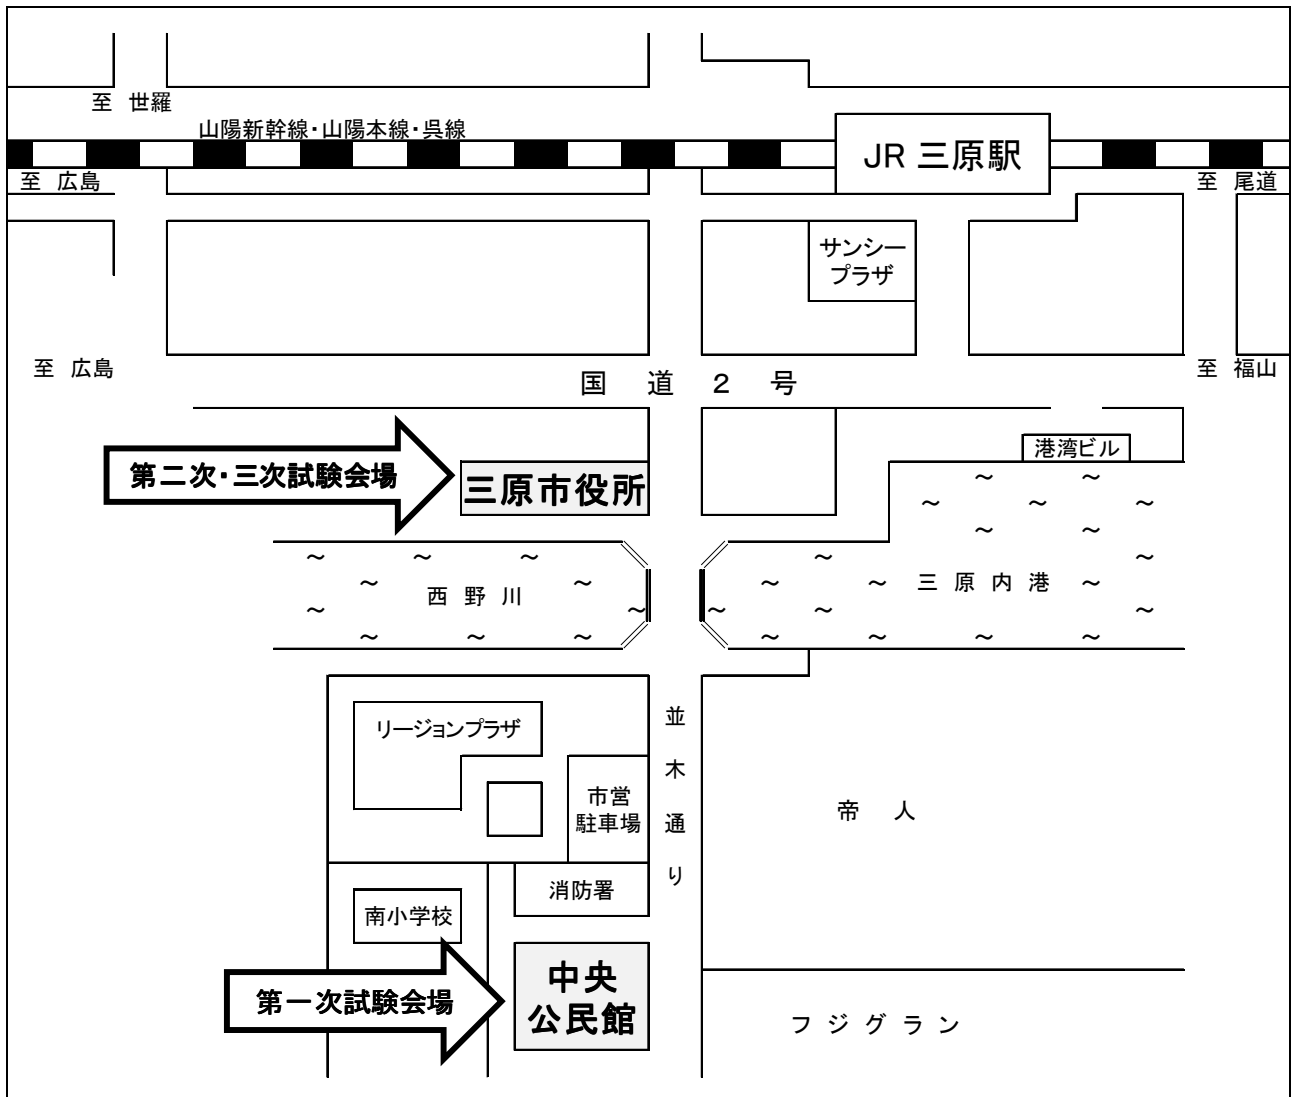 至 世羅
山陽新幹線・山陽本線・呉線
JR 三原駅
至 広島
至 尾道
サンシー
プラザ
至 広島
至 福山
国 道 2 号
港湾ビル
第二次・三次試験会場
三原市役所
西 野 川
三 原 内 港
並木通り
リージョンプラザ
市営
駐車場
帝 人
消防署
南小学校
中央
公民館
第一次試験会場
フ ジ グ ラ ン